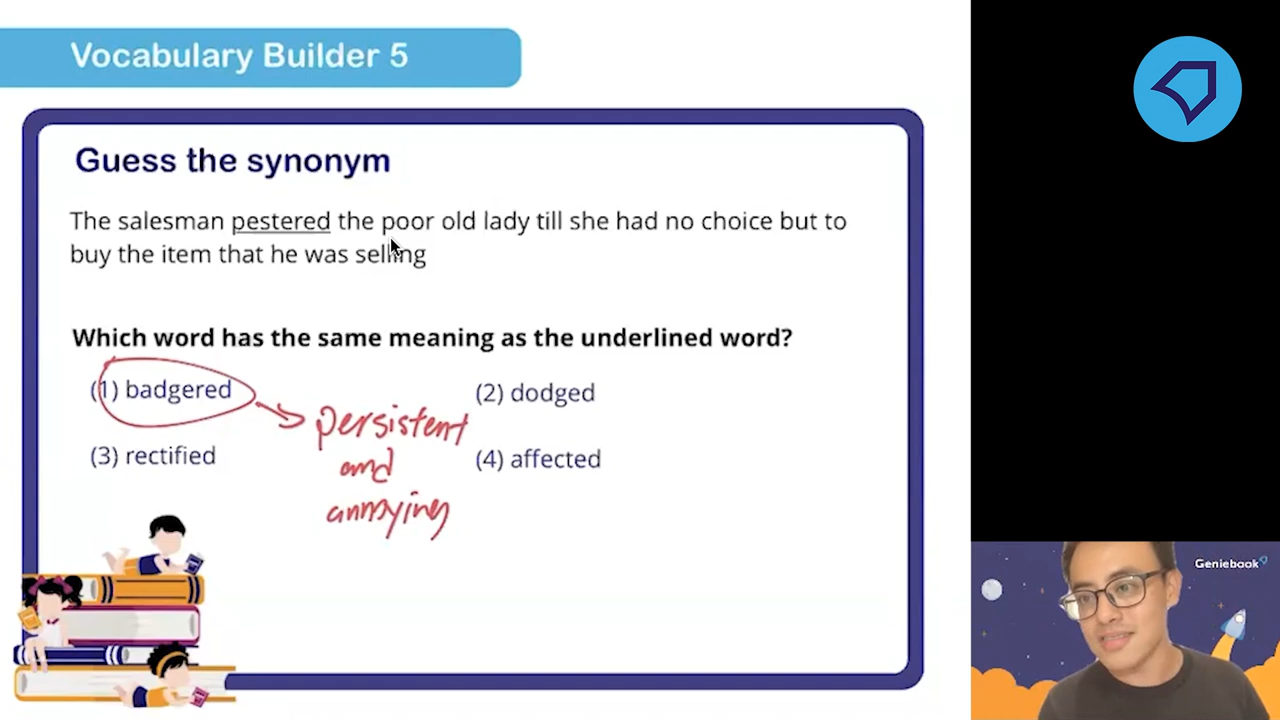 Vocabulary Builder 5
Guess the synonym
The salesman pestered the poor old lady till she had no choice but to
buy the item that he was selling
Which word has the same meaning as the underlined word?
(1) badgered
(2) dodged
persistent
(3) rectified
and
(4) affected
annoying
Geniebook